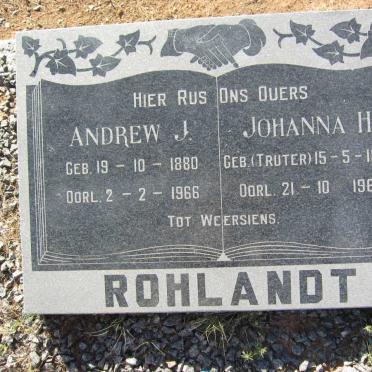 HIER RUS ONS OUERS
ANDREW J. JOHANNA H
GEB. 19 - 10 - 1880 GEB. (TRUTER) 15 - 5 -
OORL. 2 - 2 - 1966 OORL. 21 - 10
TOT WEERSIENS.
ROHLANDT